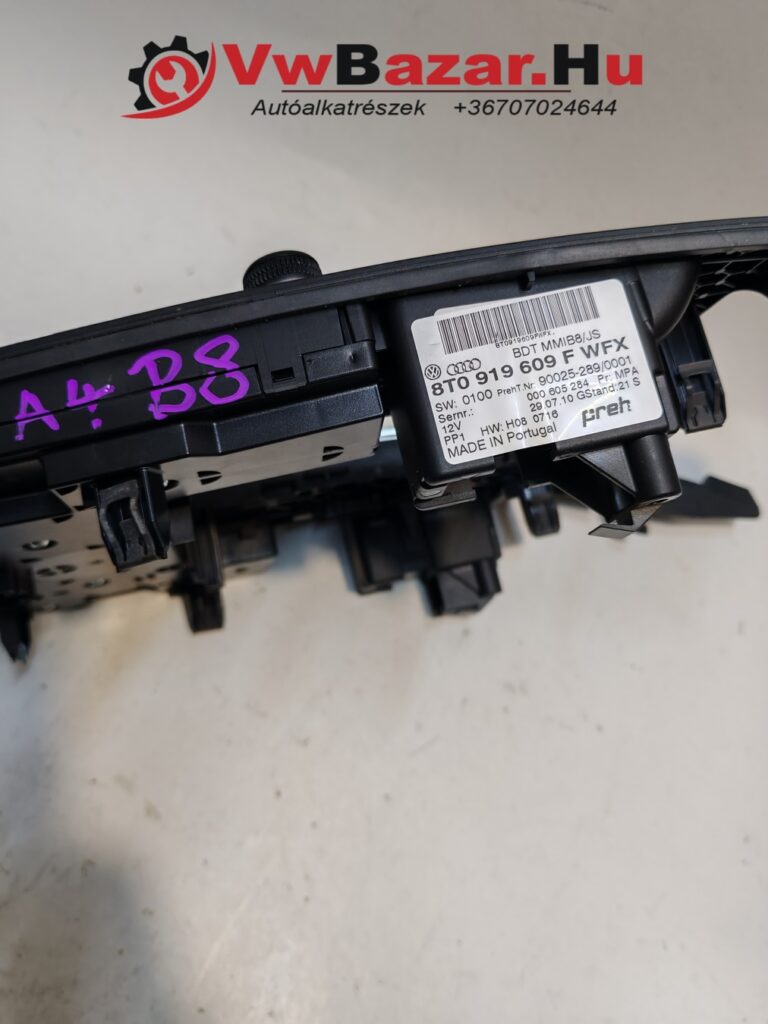 VwBazar.Hu
Autóalkatrészek +36707024644
A4 B8
8T0919609FWFX
BDT MMIB8/JS
8T0 919 609 F WFX
SW: 0100 PrehT Nr. 90025-289/0001
Sernr.: 000 605 284 Pr: MPA
12V 29.07.10 GStand:21 S
PP1 HW: H08 0716 preh
MADE IN Portugal